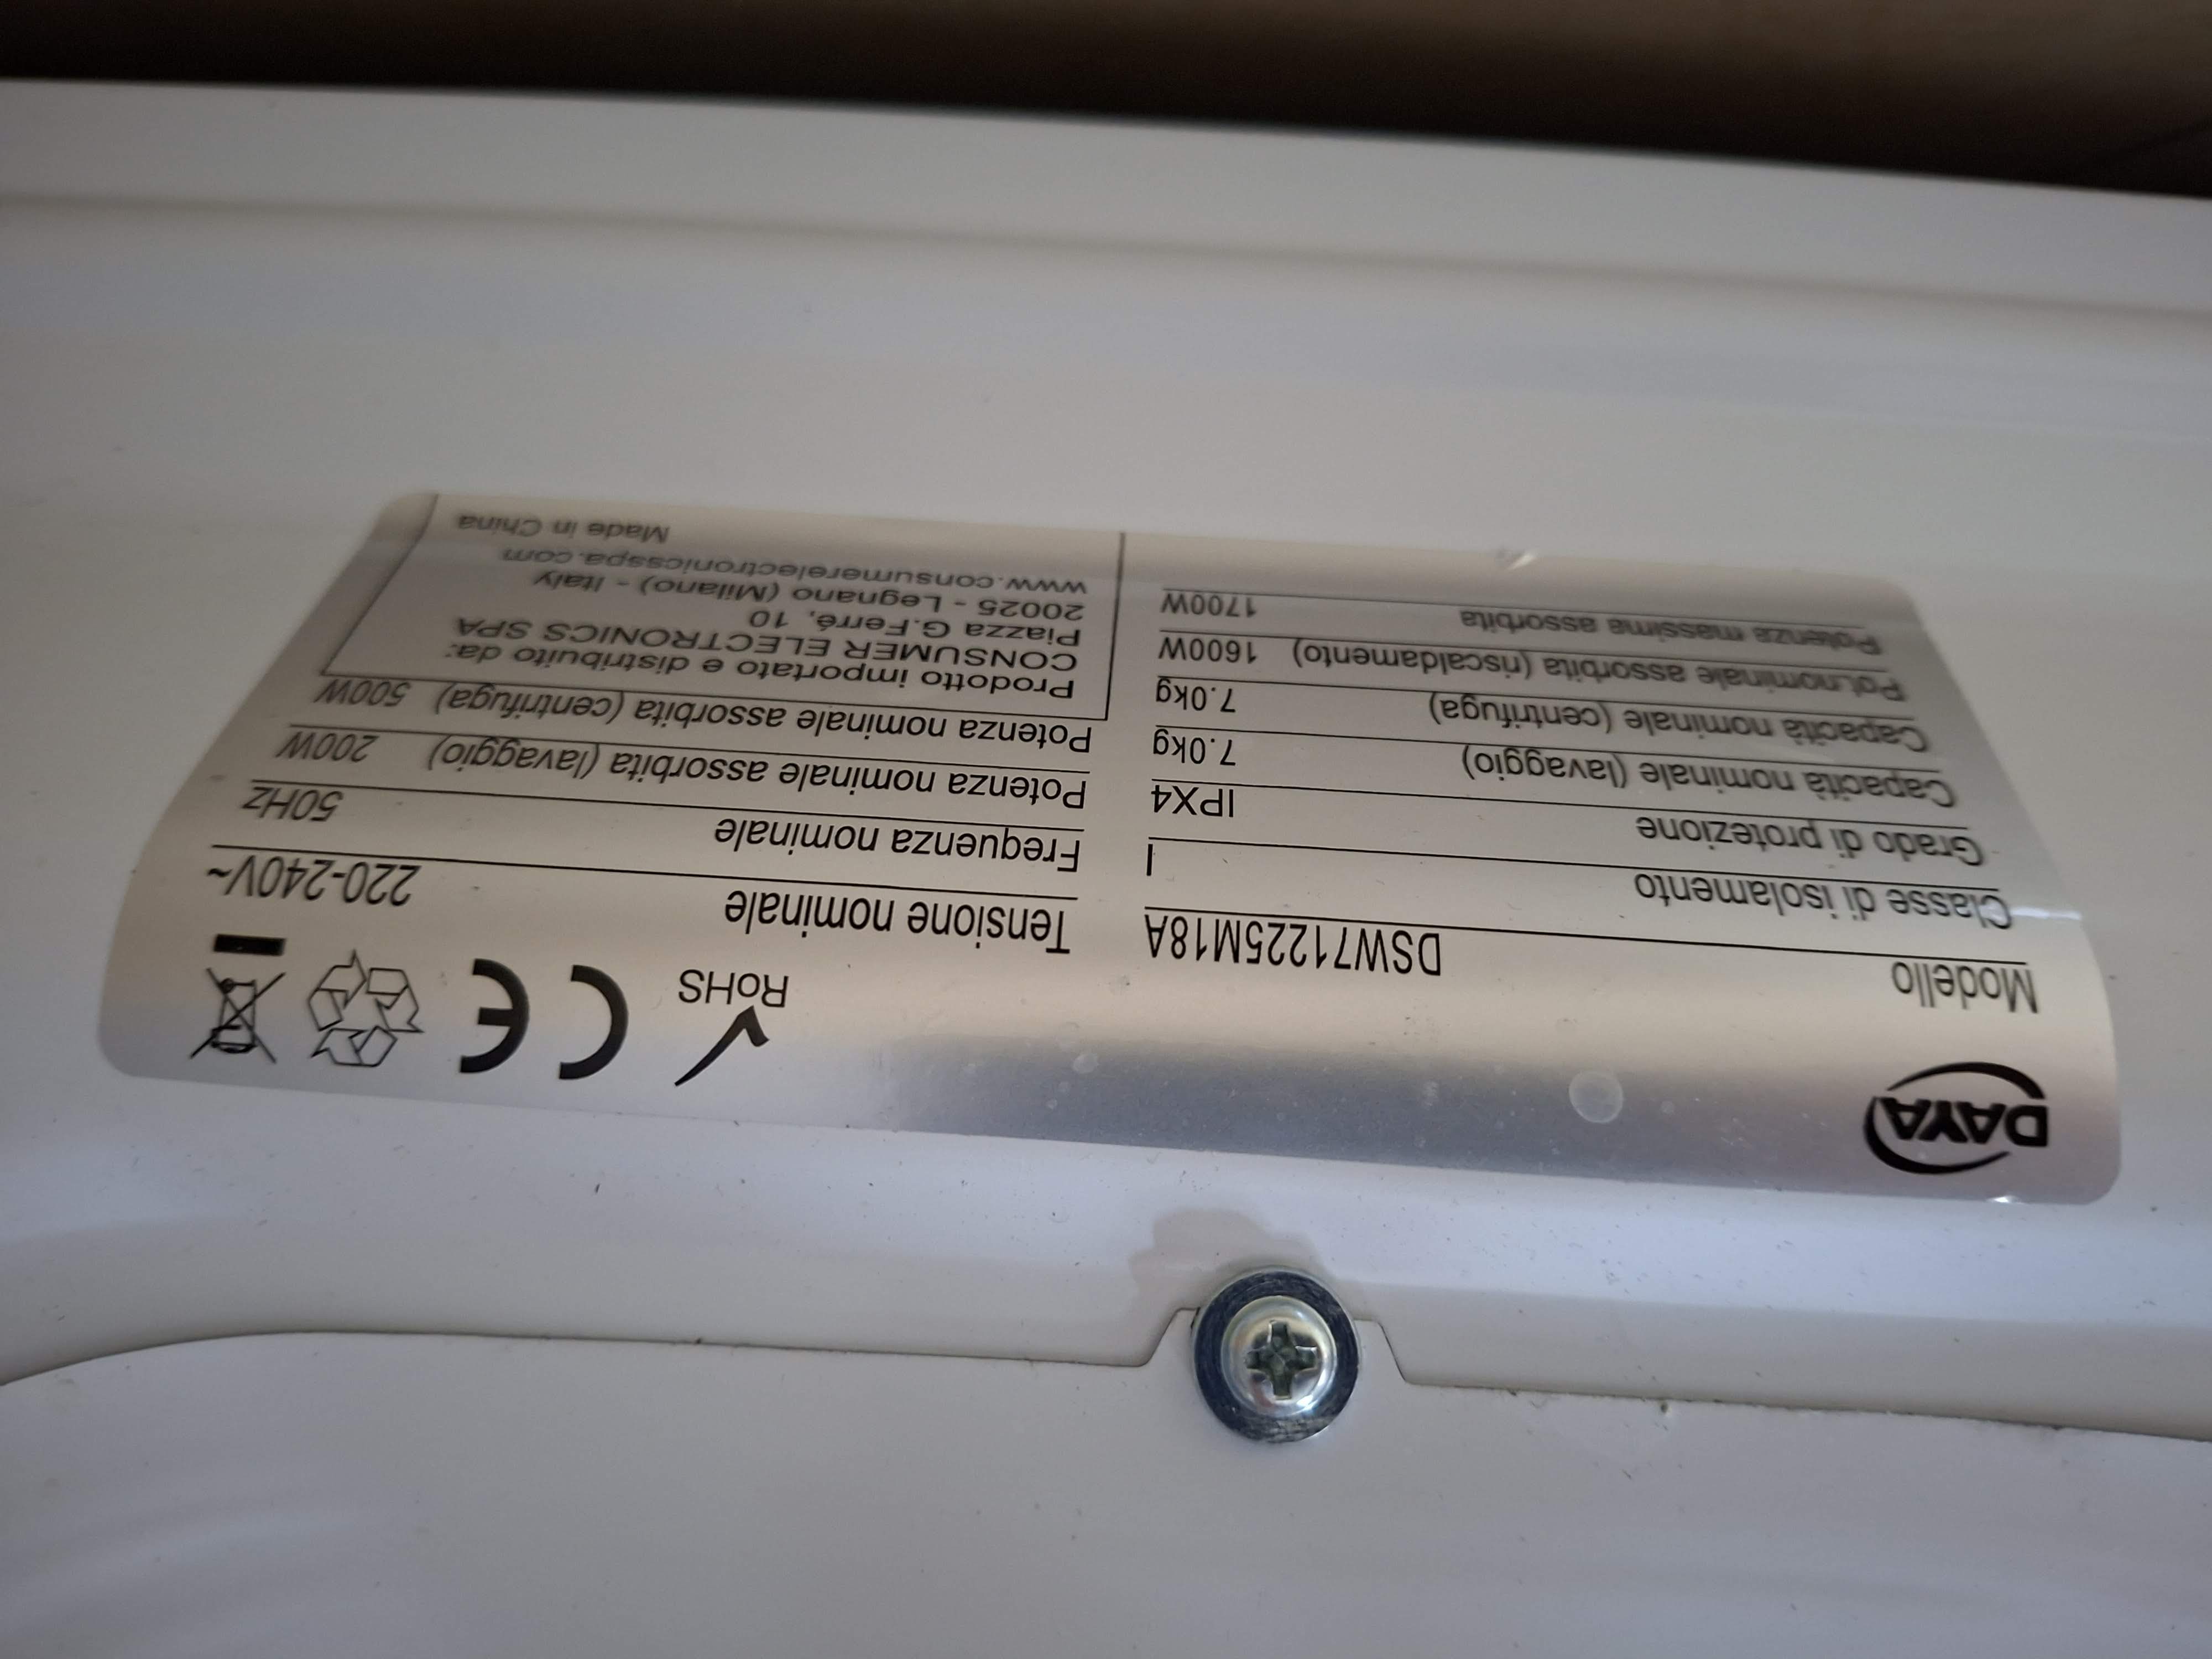 DAYA
RoHS
CE
Modello DSW71225M18A
Classe di isolamento I
Grado di protezione IPX4
Capacità nominale (lavaggio) 7.0kg
Capacità nominale (centrifuga) 7.0kg
Pot.nominale assorbita (riscaldamento) 1600W
Potenza massima assorbita 1700W
Tensione nominale 220-240V~
Frequenza nominale 50Hz
Potenza nominale assorbita (lavaggio) 200W
Potenza nominale assorbita (centrifuga) 500W
Prodotto importato e distribuito da:
CONSUMER ELECTRONICS SPA
Piazza G.Ferré, 10
20025 - Legnano (Milano) - Italy
www.consumerelectronicsspa.com
Made in China